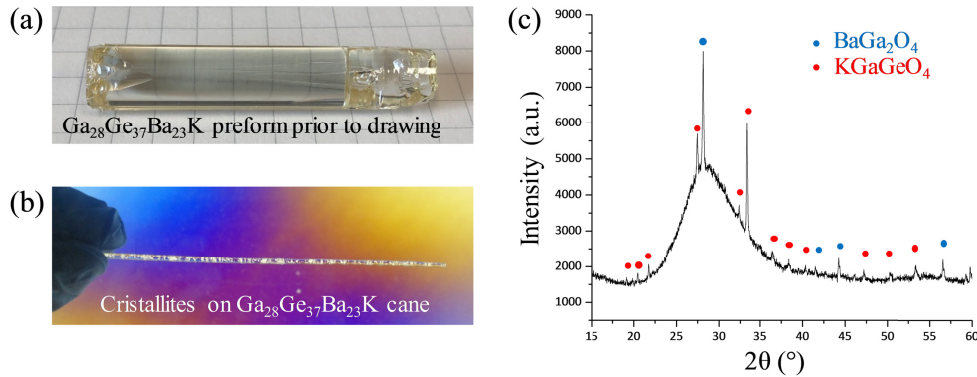 (a)
Ga₂₈Ge₃₇Ba₂₃K preform prior to drawing
(b)
Cristallites on Ga₂₈Ge₃₇Ba₂₃K cane
(c)
BaGa₂O₄
KGaGeO₄
Intensity (a.u.)
9000
8000
7000
6000
5000
4000
3000
2000
1000
15 20 25 30 35 40 45 50 55 60
2θ (°)